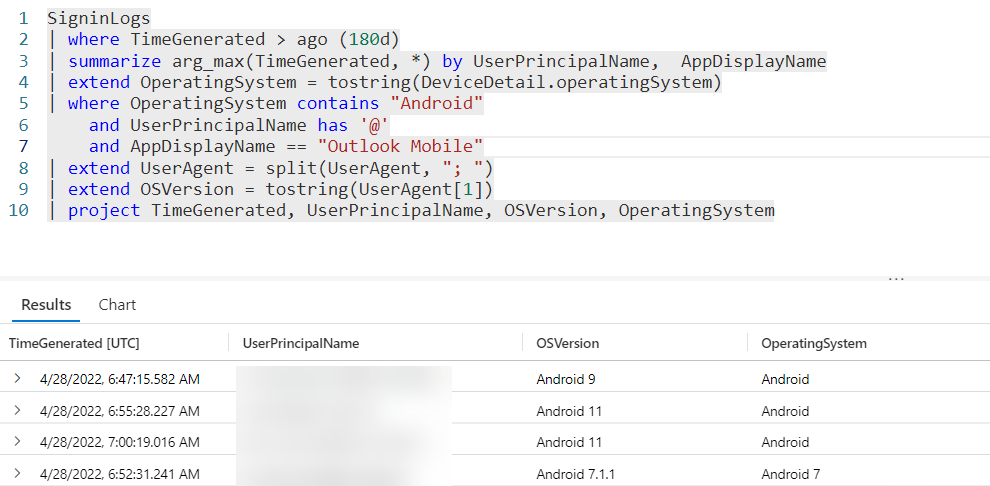 1 SigninLogs
2 | where TimeGenerated > ago (180d)
3 | summarize arg_max(TimeGenerated, *) by UserPrincipalName,  AppDisplayName
4 | extend OperatingSystem = tostring(DeviceDetail.operatingSystem)
5 | where OperatingSystem contains "Android"
6     and UserPrincipalName has '@'
7     and AppDisplayName == "Outlook Mobile"
8 | extend UserAgent = split(UserAgent, "; ")
9 | extend OSVersion = tostring(UserAgent[1])
10 | project TimeGenerated, UserPrincipalName, OSVersion, OperatingSystem
...
Results Chart
TimeGenerated [UTC] UserPrincipalName OSVersion OperatingSystem
> 4/28/2022, 6:47:15.582 AM Android 9 Android
> 4/28/2022, 6:55:28.227 AM Android 11 Android
> 4/28/2022, 7:00:19.016 AM Android 11 Android
> 4/28/2022, 6:52:31.241 AM Android 7.1.1 Android 7